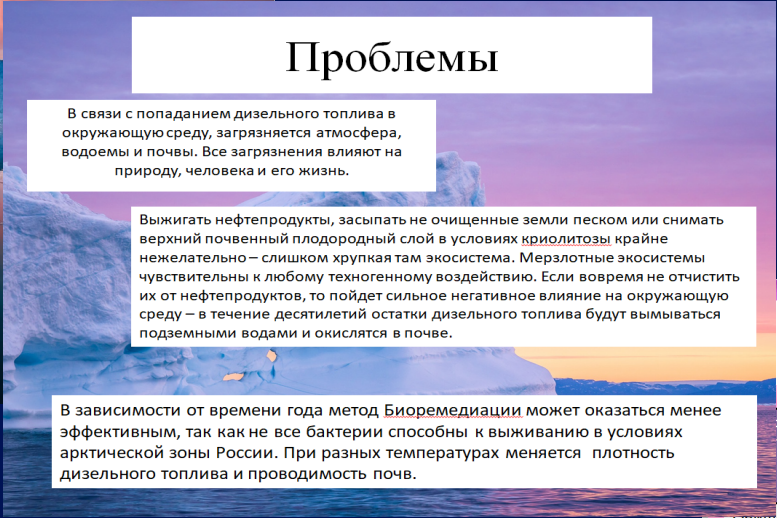 Проблемы
В связи с попаданием дизельного топлива в
окружающую среду, загрязняется атмосфера,
водоемы и почвы. Все загрязнения влияют на
природу, человека и его жизнь.
Выжигать нефтепродукты, засыпать не очищенные земли песком или снимать
верхний почвенный плодородный слой в условиях криолитозы крайне
нежелательно – слишком хрупкая там экосистема. Мерзлотные экосистемы
чувствительны к любому техногенному воздействию. Если вовремя не отчистить
их от нефтепродуктов, то пойдет сильное негативное влияние на окружающую
среду – в течение десятилетий остатки дизельного топлива будут вымываться
подземными водами и окислятся в почве.
В зависимости от времени года метод Биоремедиации может оказаться менее
эффективным, так как не все бактерии способны к выживанию в условиях
арктической зоны России. При разных температурах меняется плотность
дизельного топлива и проводимость почв.